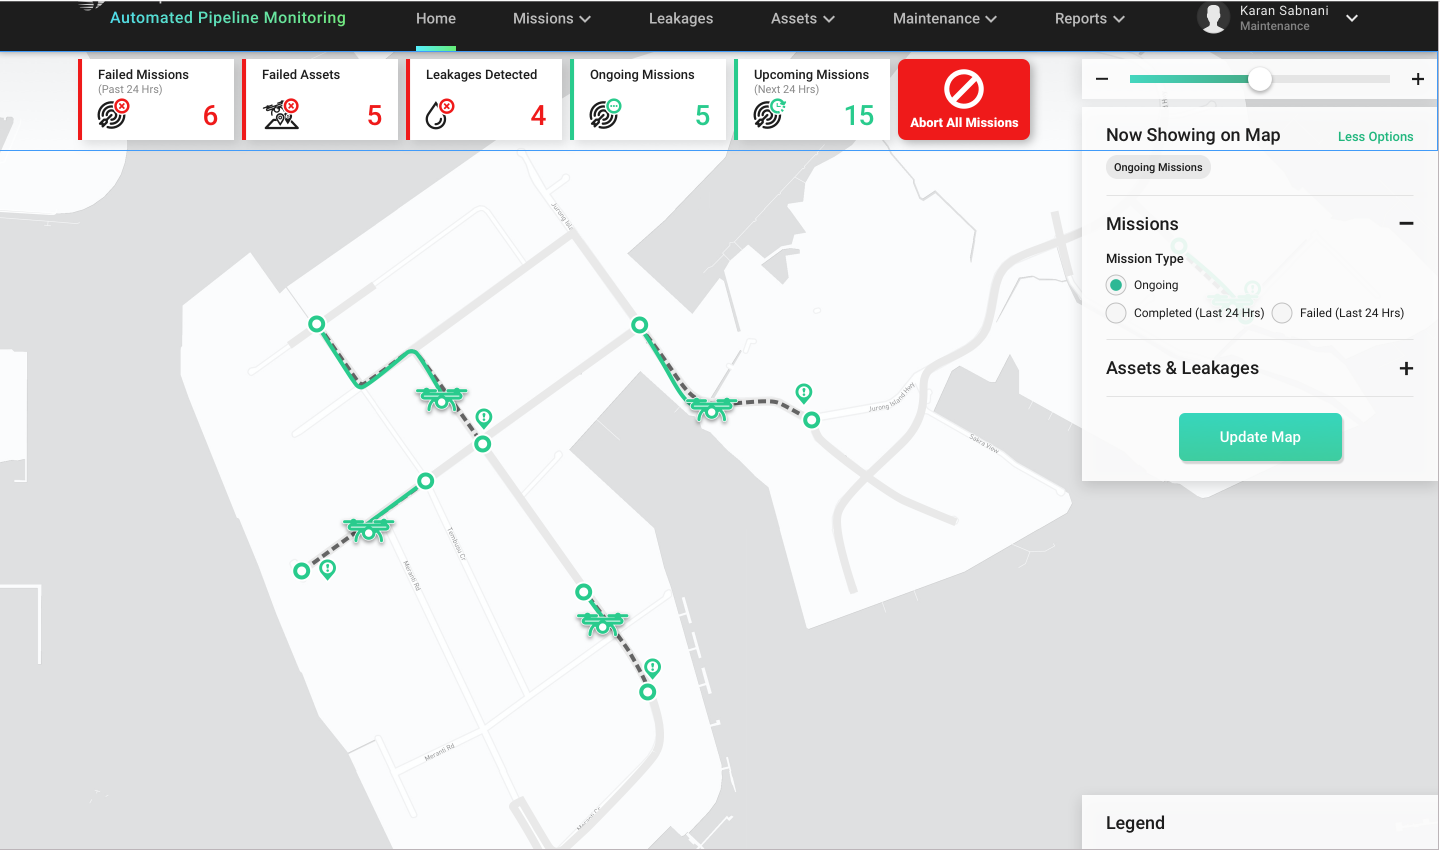 Automated Pipeline Monitoring
Home
Missions
Leakages
Assets
Maintenance
Reports
Karan Sabnani
Maintenance
Failed Missions
(Past 24 Hrs)
6
Failed Assets
5
Leakages Detected
4
Ongoing Missions
5
Upcoming Missions
(Next 24 Hrs)
15
Abort All Missions
Now Showing on Map
Less Options
Ongoing Missions
Missions
Mission Type
Ongoing
Completed (Last 24 Hrs)
Failed (Last 24 Hrs)
Assets & Leakages
Update Map
Jurong Isl
Jurong Island Hwy
Sakra View
Tembusu Cr
Meranti Rd
Meranti Rd
Meranti Cr
Legend